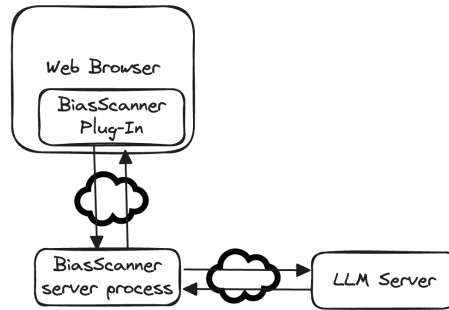 Web Browser
BiasScanner
Plug-In
BiasScanner
server process
LLM Server